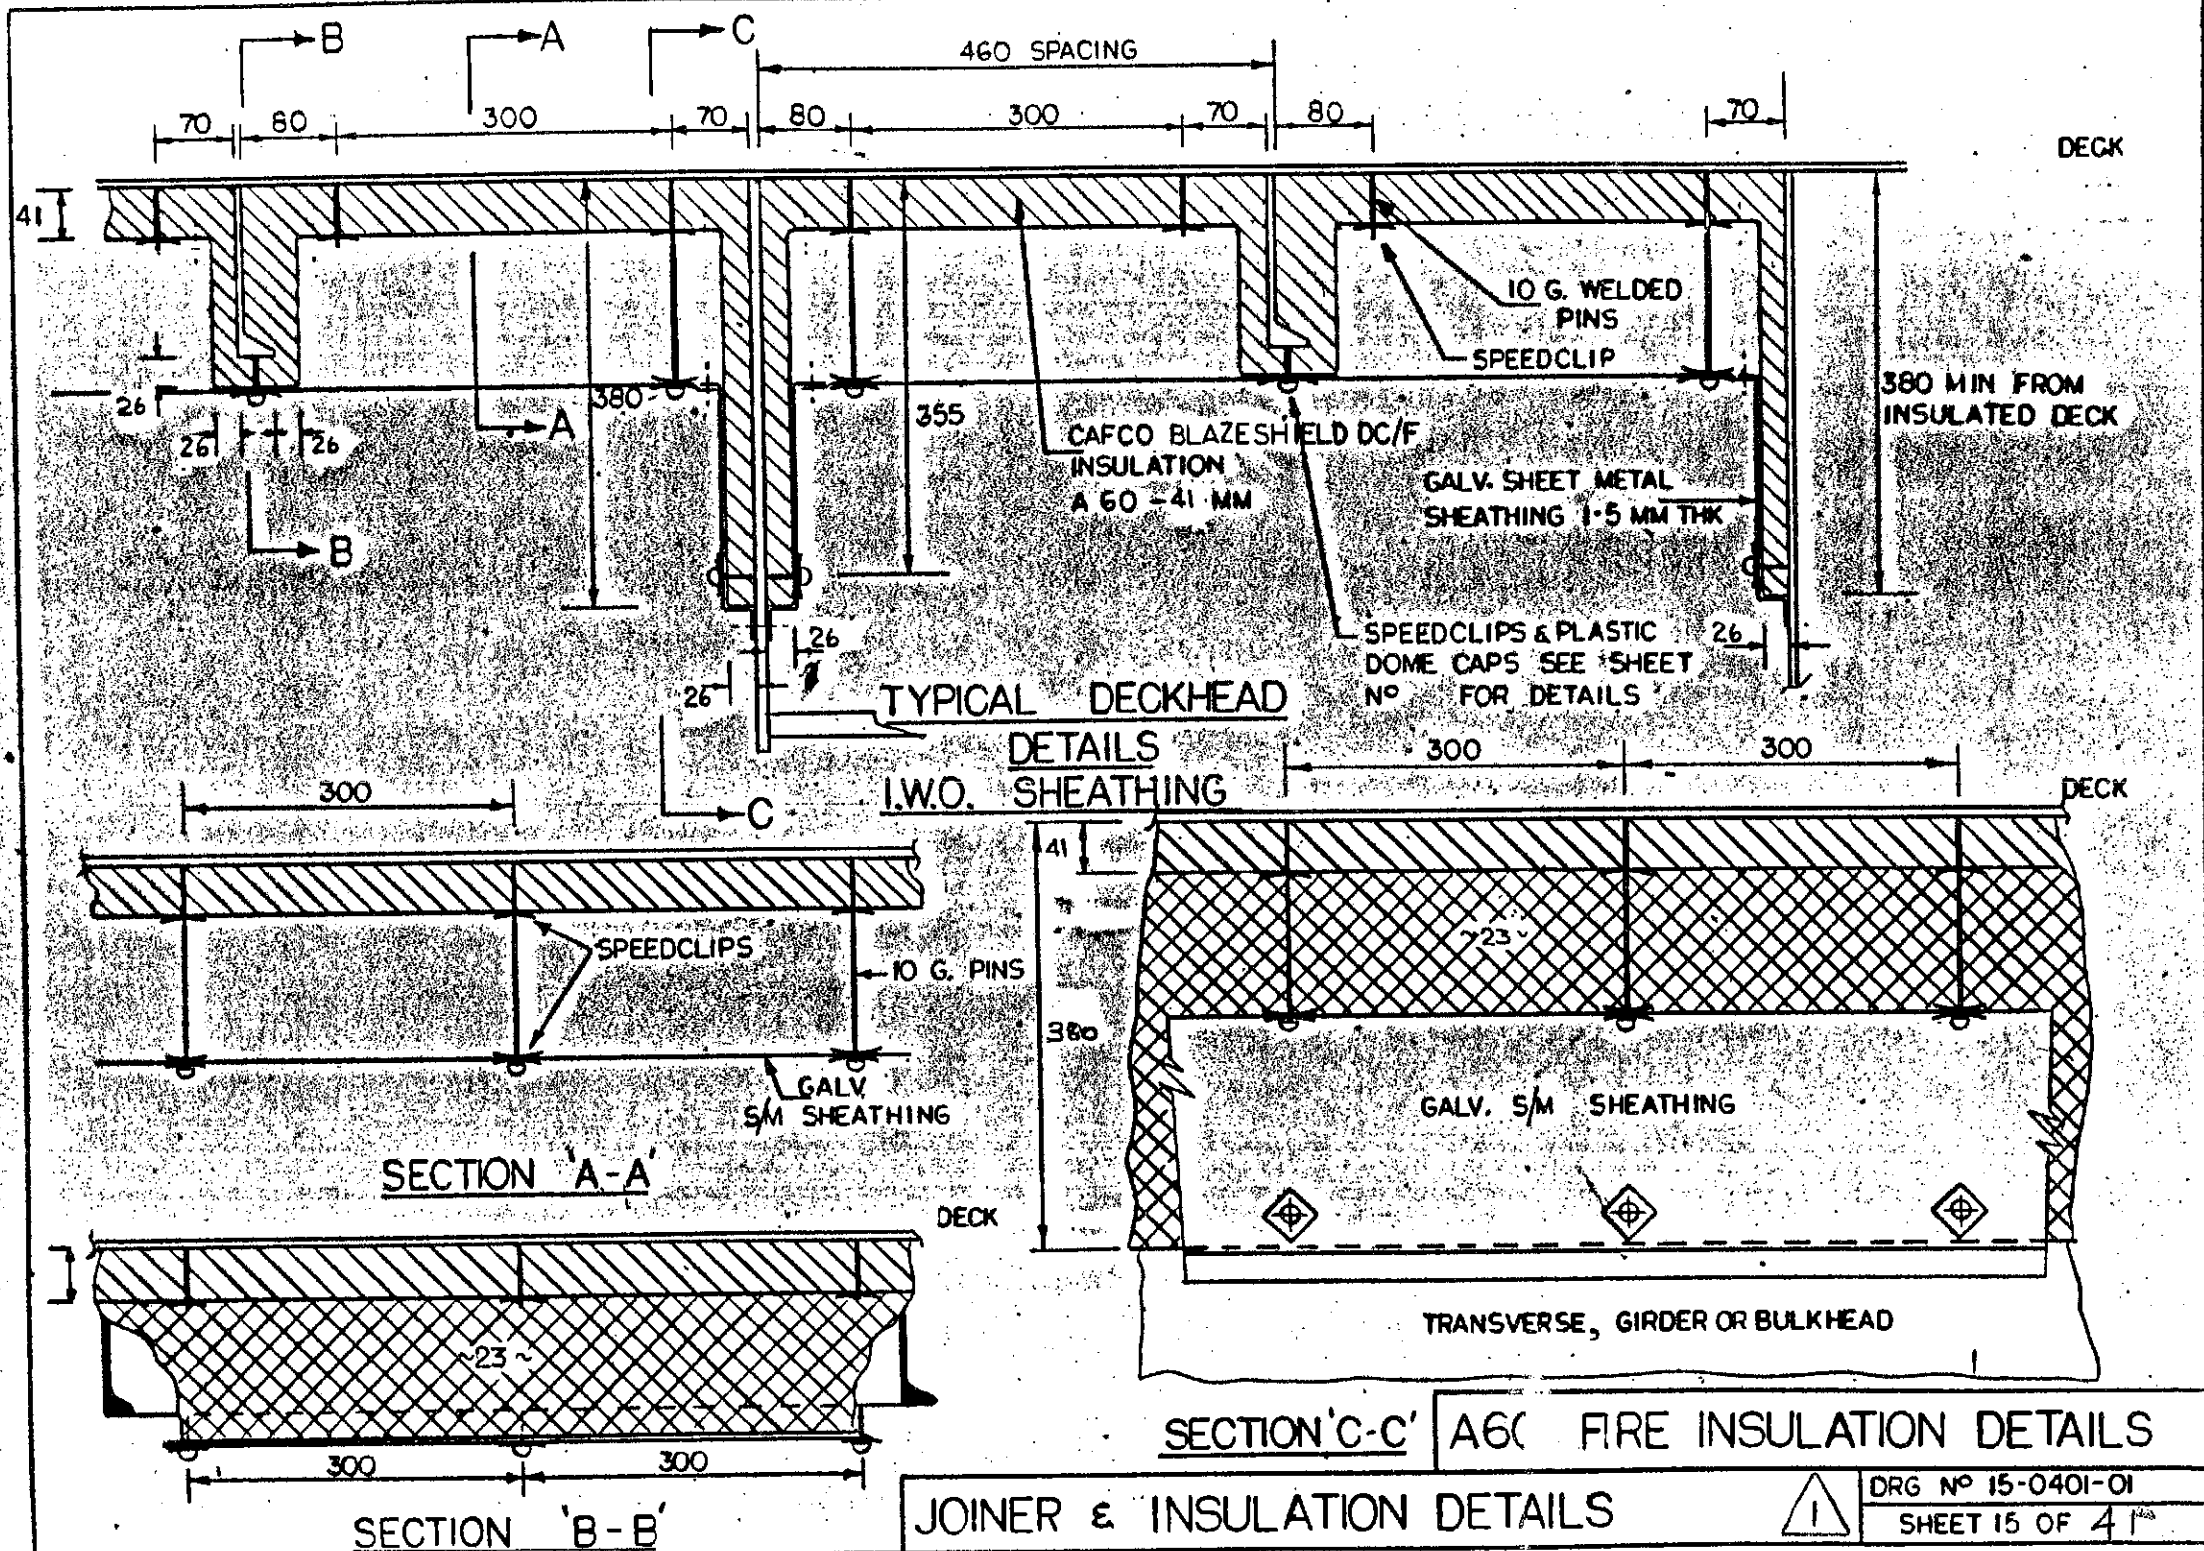 B
A
C
460 SPACING
70
80
300
70
80
300
70
80
70
DECK
41
10 G. WELDED
PINS
SPEEDCLIP
26
26
26
A
380
355
380 MIN FROM
INSULATED DECK
CAFCO BLAZESHIELD DC/F
INSULATION
A 60 - 41 MM
GALV. SHEET METAL
SHEATHING 1·5 MM THK
B
SPEEDCLIPS & PLASTIC
DOME CAPS SEE SHEET
Nº FOR DETAILS
26
26
26
TYPICAL DECKHEAD
DETAILS
I.W.O. SHEATHING
C
300
300
300
DECK
41
SPEEDCLIPS
10 G. PINS
~23~
380
GALV.
S/M SHEATHING
GALV. S/M SHEATHING
SECTION 'A-A'
DECK
~23~
TRANSVERSE, GIRDER OR BULKHEAD
300
300
SECTION 'B-B'
SECTION 'C-C'
A6( FIRE INSULATION DETAILS
JOINER & INSULATION DETAILS
1
DRG Nº 15-0401-01
SHEET 15 OF 41